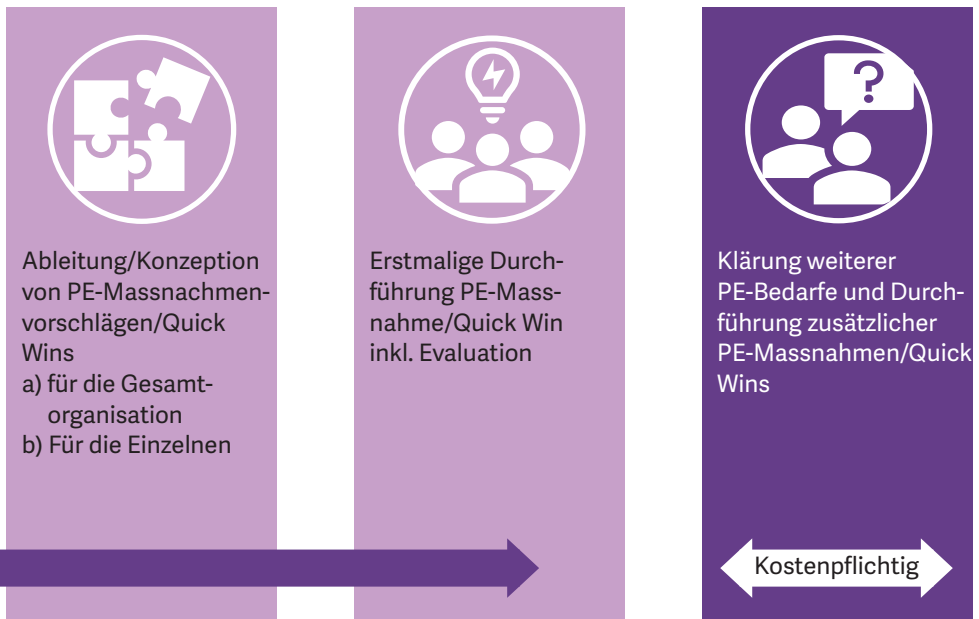 Ableitung/Konzeption
von PE-Massnachmen-
vorschlägen/Quick
Wins
a) für die Gesamt-
organisation
b) Für die Einzelnen
Erstmalige Durch-
führung PE-Mass-
nahme/Quick Win
inkl. Evaluation
?
Klärung weiterer
PE-Bedarfe und Durch-
führung zusätzlicher
PE-Massnahmen/Quick
Wins
Kostenpflichtig